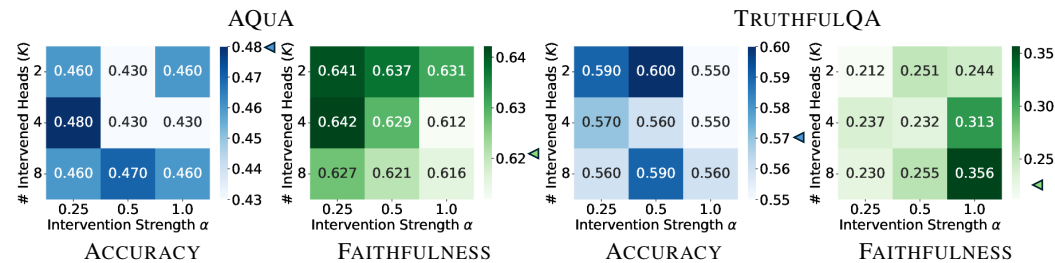 AQUA
TRUTHFULQA
# Intervened Heads (K)
2
4
8
0.460 0.430 0.460
0.480 0.430 0.430
0.460 0.470 0.460
0.25 0.5 1.0
Intervention Strength α
ACCURACY
0.48
0.47
0.46
0.45
0.44
0.43
0.641 0.637 0.631
0.642 0.629 0.612
0.627 0.621 0.616
0.25 0.5 1.0
Intervention Strength α
FAITHFULNESS
0.64
0.63
0.62
# Intervened Heads (K)
2
4
8
0.590 0.600 0.550
0.570 0.560 0.550
0.560 0.590 0.560
0.25 0.5 1.0
Intervention Strength α
ACCURACY
0.60
0.59
0.58
0.57
0.56
0.55
# Intervened Heads (K)
2
4
8
0.212 0.251 0.244
0.237 0.232 0.313
0.230 0.255 0.356
0.25 0.5 1.0
Intervention Strength α
FAITHFULNESS
0.35
0.30
0.25